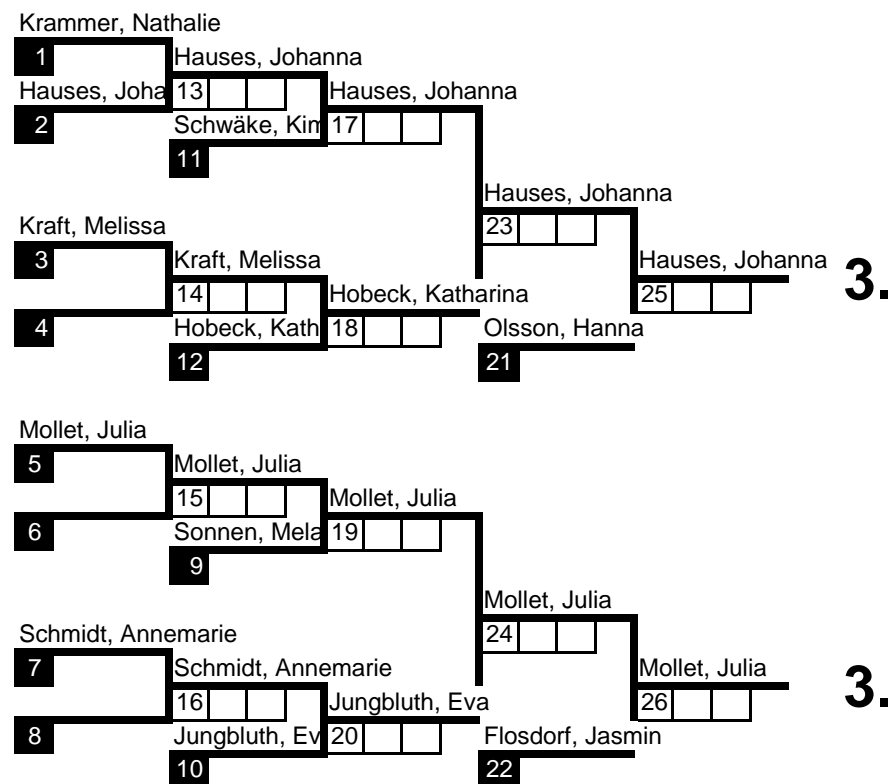 Krammer, Nathalie
1
Hauses, Johanna
Hauses, Joha 13
Hauses, Johanna
2
Schwäke, Kim 17
11
Hauses, Johanna
Kraft, Melissa
23
3
Kraft, Melissa
Hauses, Johanna
3.
14
Hobeck, Katharina
25
4
Hobeck, Kath 18
Olsson, Hanna
12
21
Mollet, Julia
5
Mollet, Julia
15
Mollet, Julia
6
Sonnen, Mela 19
9
Mollet, Julia
Schmidt, Annemarie
24
7
Schmidt, Annemarie
Mollet, Julia
3.
16
Jungbluth, Eva
26
8
Jungbluth, Ev 20
Flosdorf, Jasmin
10
22